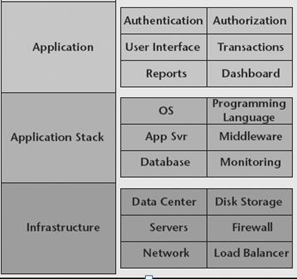 Application
Authentication Authorization
User Interface Transactions
Reports Dashboard
Application Stack
OS Programming Language
App Svr Middleware
Database Monitoring
Infrastructure
Data Center Disk Storage
Servers Firewall
Network Load Balancer